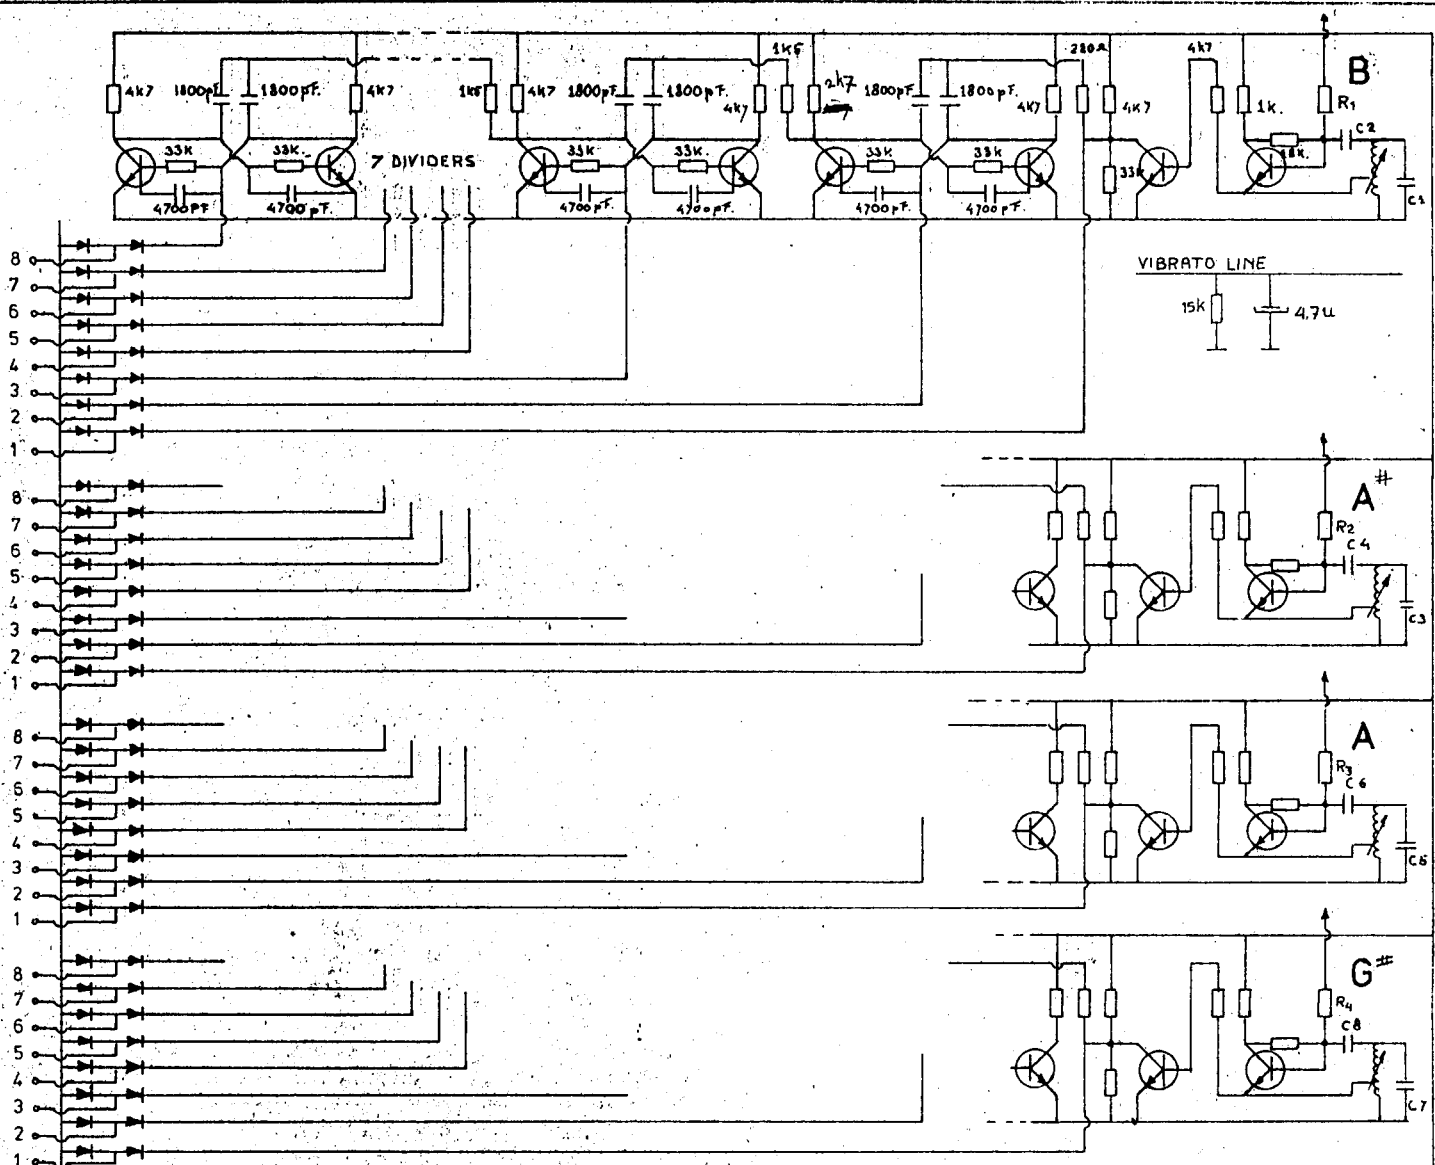 1k5 220Ω 4k7
B
4k7 1800pF 1800pF. 4k7 1k5 4k7 1800pF 1800pF. 4k7 2k7 1800pF 1800pF. 4k7 4k7 1k. R1
C2
33K 33K. 7 DIVIDERS 33K 33K. 33K 33K. 33K 18k.
4700pF 4700pF. 4700pF. 4700pF. 4700pF. 4700pF. C1
8
7
6
5
4
3
2
1
VIBRATO LINE
15k 4.7u
A#
R2
C4
C3
8
7
6
5
4
3
2
1
A
R3
C6
C5
8
7
6
5
4
3
2
1
G#
R4
C8
C7
8
7
6
5
4
3
2
1